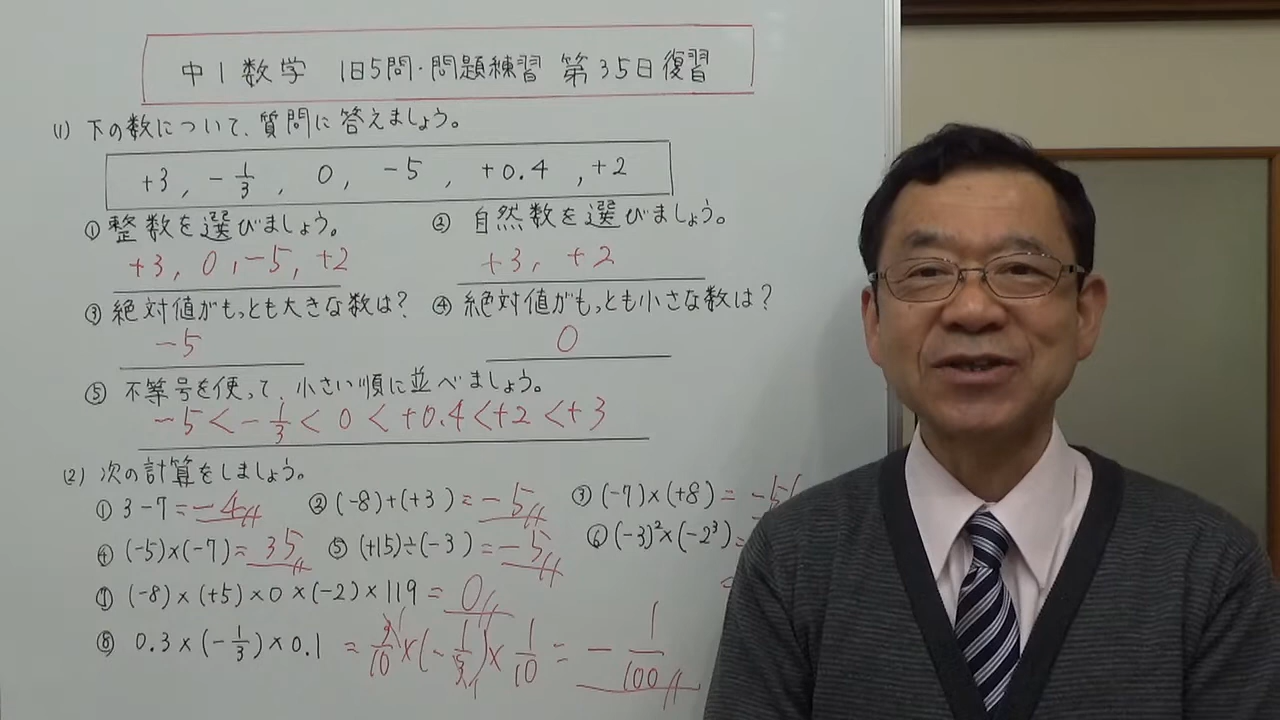 中1数学 1日5問・問題練習 第35日復習
(1) 下の数について、質問に答えましょう。
+3 , -1/3 , 0 , -5 , +0.4 , +2
① 整数を選びましょう。 ② 自然数を選びましょう。
+3, 0, -5, +2 +3, +2
③ 絶対値がもっとも大きな数は? ④ 絶対値がもっとも小さな数は?
-5 0
⑤ 不等号を使って、小さい順に並べましょう。
-5 < -1/3 < 0 < +0.4 < +2 < +3
(2) 次の計算をしましょう。
① 3-7 = -4 ② (-8)+(+3) = -5 ③ (-7)×(+8) = -5
④ (-5)×(-7) = 35 ⑤ (+15)÷(-3) = -5 ⑥ (-3)²×(-2³) =
⑦ (-8)×(+5)×0×(-2)×119 = 0
⑧ 0.3×(-1/3)×0.1 = 3/10×(-1/3)×1/10 = -1/100